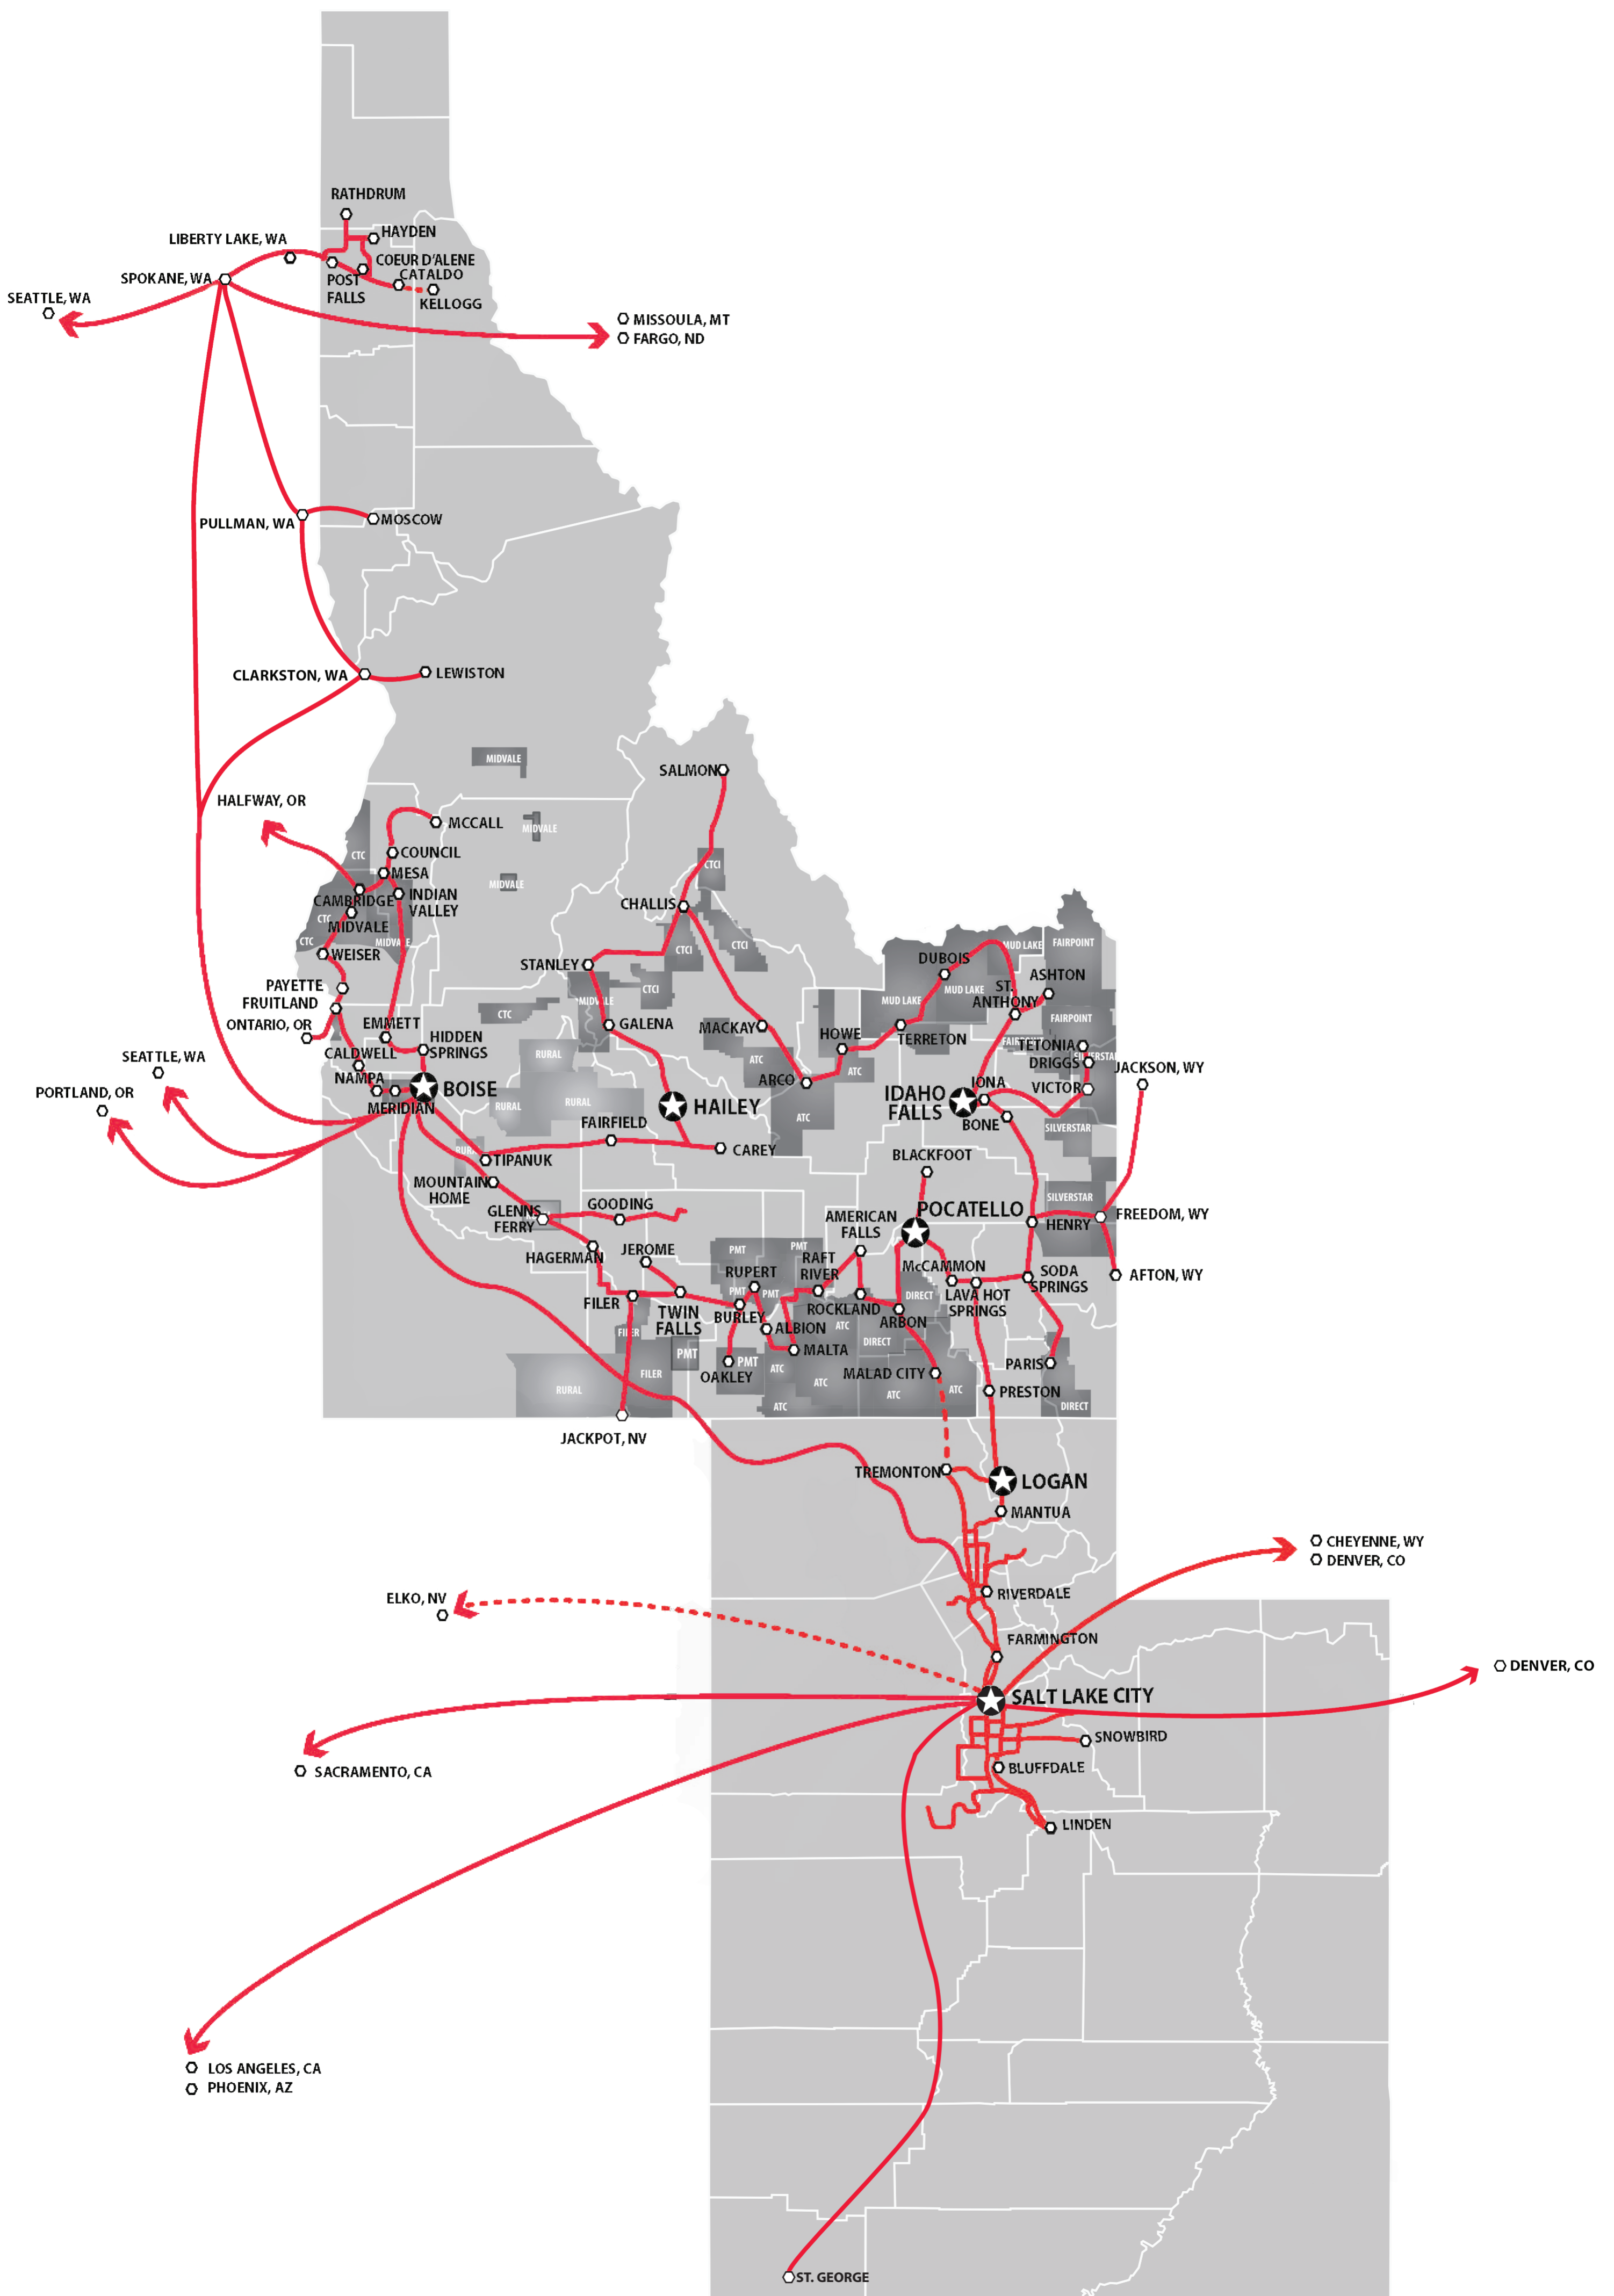 RATHDRUM
HAYDEN
LIBERTY LAKE, WA
COEUR D'ALENE
CATALDO
SPOKANE, WA
POST
FALLS
KELLOGG
SEATTLE, WA
MISSOULA, MT
FARGO, ND
PULLMAN, WA
MOSCOW
CLARKSTON, WA
LEWISTON
MIDVALE
SALMON
HALFWAY, OR
MCCALL
MIDVALE
COUNCIL
CTC
CTCI
MESA
MIDVALE
CAMBRIDGE
INDIAN
VALLEY
CHALLIS
CTC
MIDVALE
CTC
MIDVALE
CTCI
CTCI
MUD LAKE
FAIRPOINT
WEISER
STANLEY
DUBOIS
ASHTON
PAYETTE
CTCI
MUD LAKE
ST.
ANTHONY
FRUITLAND
MIDVALE
MUD LAKE
CTC
FAIRPOINT
ONTARIO, OR
EMMETT
GALENA
MACKAY
HOWE
TERRETON
HIDDEN
SPRINGS
FAIRPOINT
TETONIA
CALDWELL
RURAL
ATC
SILVERSTAR
DRIGGS
SEATTLE, WA
JACKSON, WY
NAMPA
ATC
ARCO
IONA
VICTOR
BOISE
PORTLAND, OR
MERIDIAN
RURAL
RURAL
HAILEY
IDAHO
FALLS
ATC
BONE
FAIRFIELD
SILVERSTAR
RURAL
CAREY
BLACKFOOT
TIPANUK
MOUNTAIN
HOME
GOODING
SILVERSTAR
GLENNS
FERRY
AMERICAN
FALLS
POCATELLO
FREEDOM, WY
HENRY
HAGERMAN
JEROME
PMT
PMT
RAFT
RIVER
McCAMMON
SODA
SPRINGS
AFTON, WY
RUPERT
PMT
PMT
DIRECT
LAVA HOT
SPRINGS
FILER
TWIN
FALLS
BURLEY
ROCKLAND
ARBON
FILER
ALBION
ATC
DIRECT
PMT
MALTA
PMT
OAKLEY
ATC
PARIS
FILER
MALAD CITY
RURAL
ATC
ATC
ATC
PRESTON
ATC
DIRECT
JACKPOT, NV
TREMONTON
LOGAN
MANTUA
CHEYENNE, WY
DENVER, CO
RIVERDALE
ELKO, NV
FARMINGTON
DENVER, CO
SALT LAKE CITY
SNOWBIRD
BLUFFDALE
SACRAMENTO, CA
LINDEN
LOS ANGELES, CA
PHOENIX, AZ
ST. GEORGE